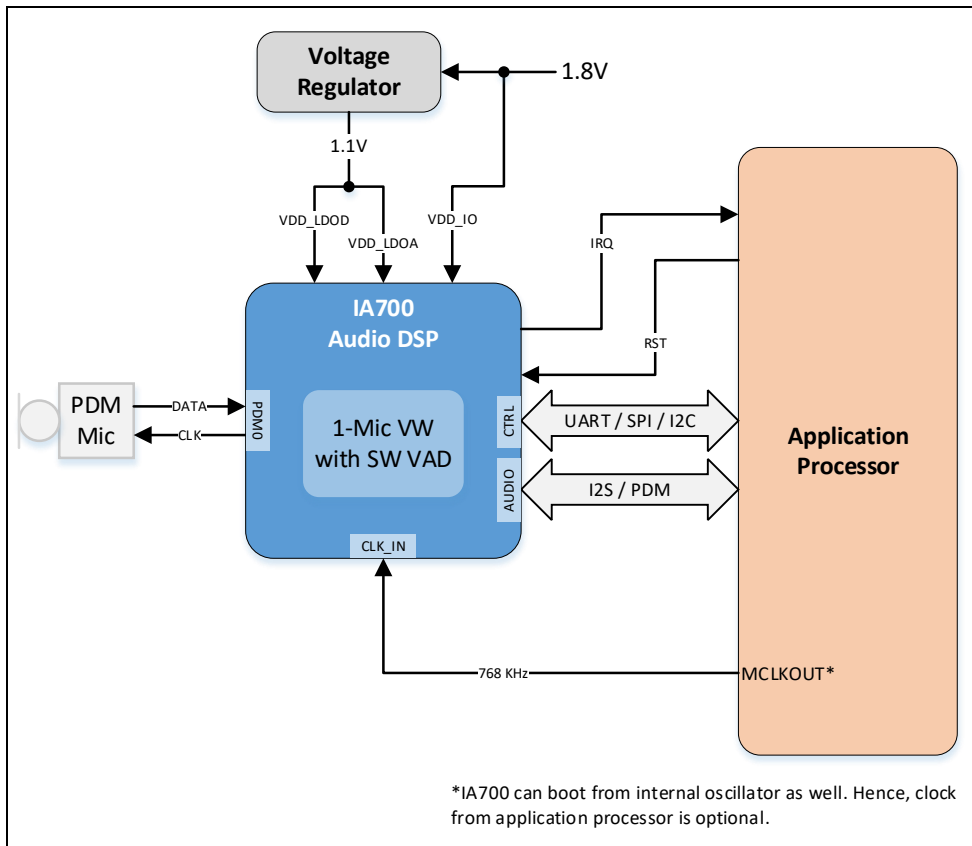 Voltage
Regulator
1.8V
1.1V
VDD_LDOD
VDD_LDOA
VDD_IO
IRQ
RST
IA700
Audio DSP
PDM
Mic
DATA
CLK
PDM0
1-Mic VW
with SW VAD
CTRL
AUDIO
UART / SPI / I2C
I2S / PDM
Application
Processor
CLK_IN
768 KHz
MCLKOUT*
*IA700 can boot from internal oscillator as well. Hence, clock
from application processor is optional.